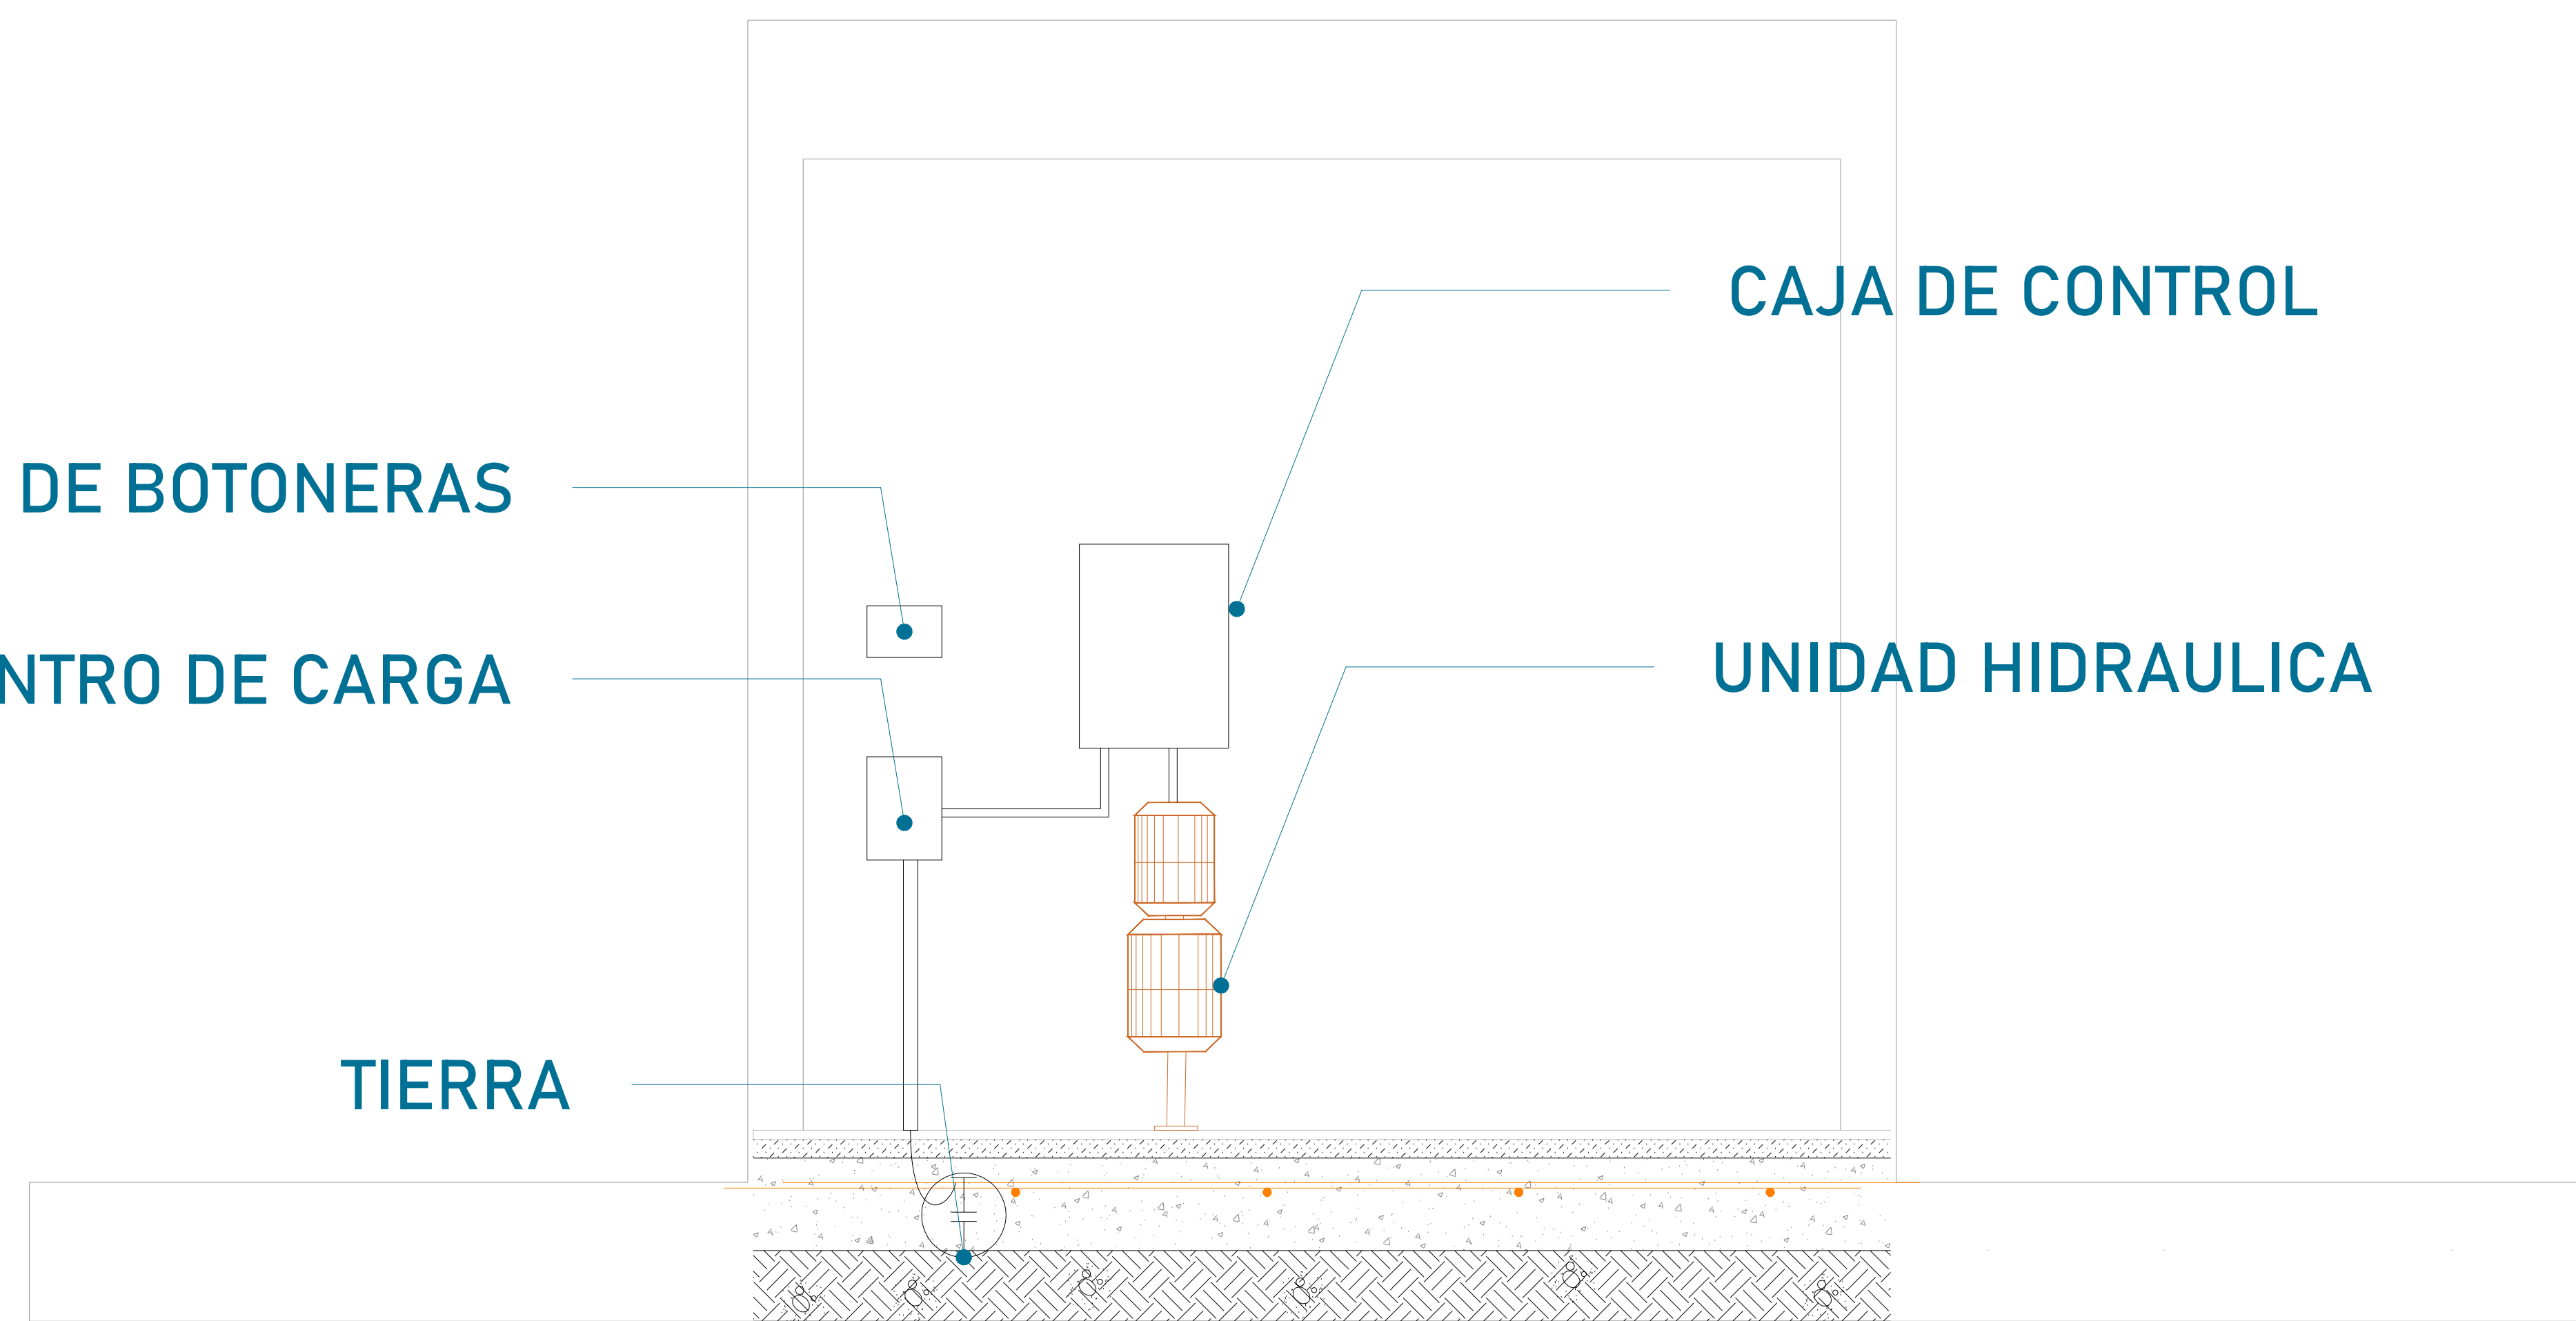 CAJA DE CONTROL
DE BOTONERAS
UNIDAD HIDRAULICA
NTRO DE CARGA
TIERRA